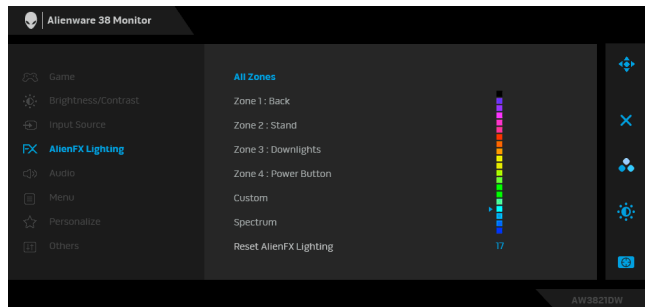 Alienware 38 Monitor
Game
Brightness/Contrast
Input Source
AlienFX Lighting
Audio
Menu
Personalize
Others
All Zones
Zone 1 : Back
Zone 2 : Stand
Zone 3 : Downlights
Zone 4 : Power Button
Custom
Spectrum
Reset AlienFX Lighting
17
AW3821DW